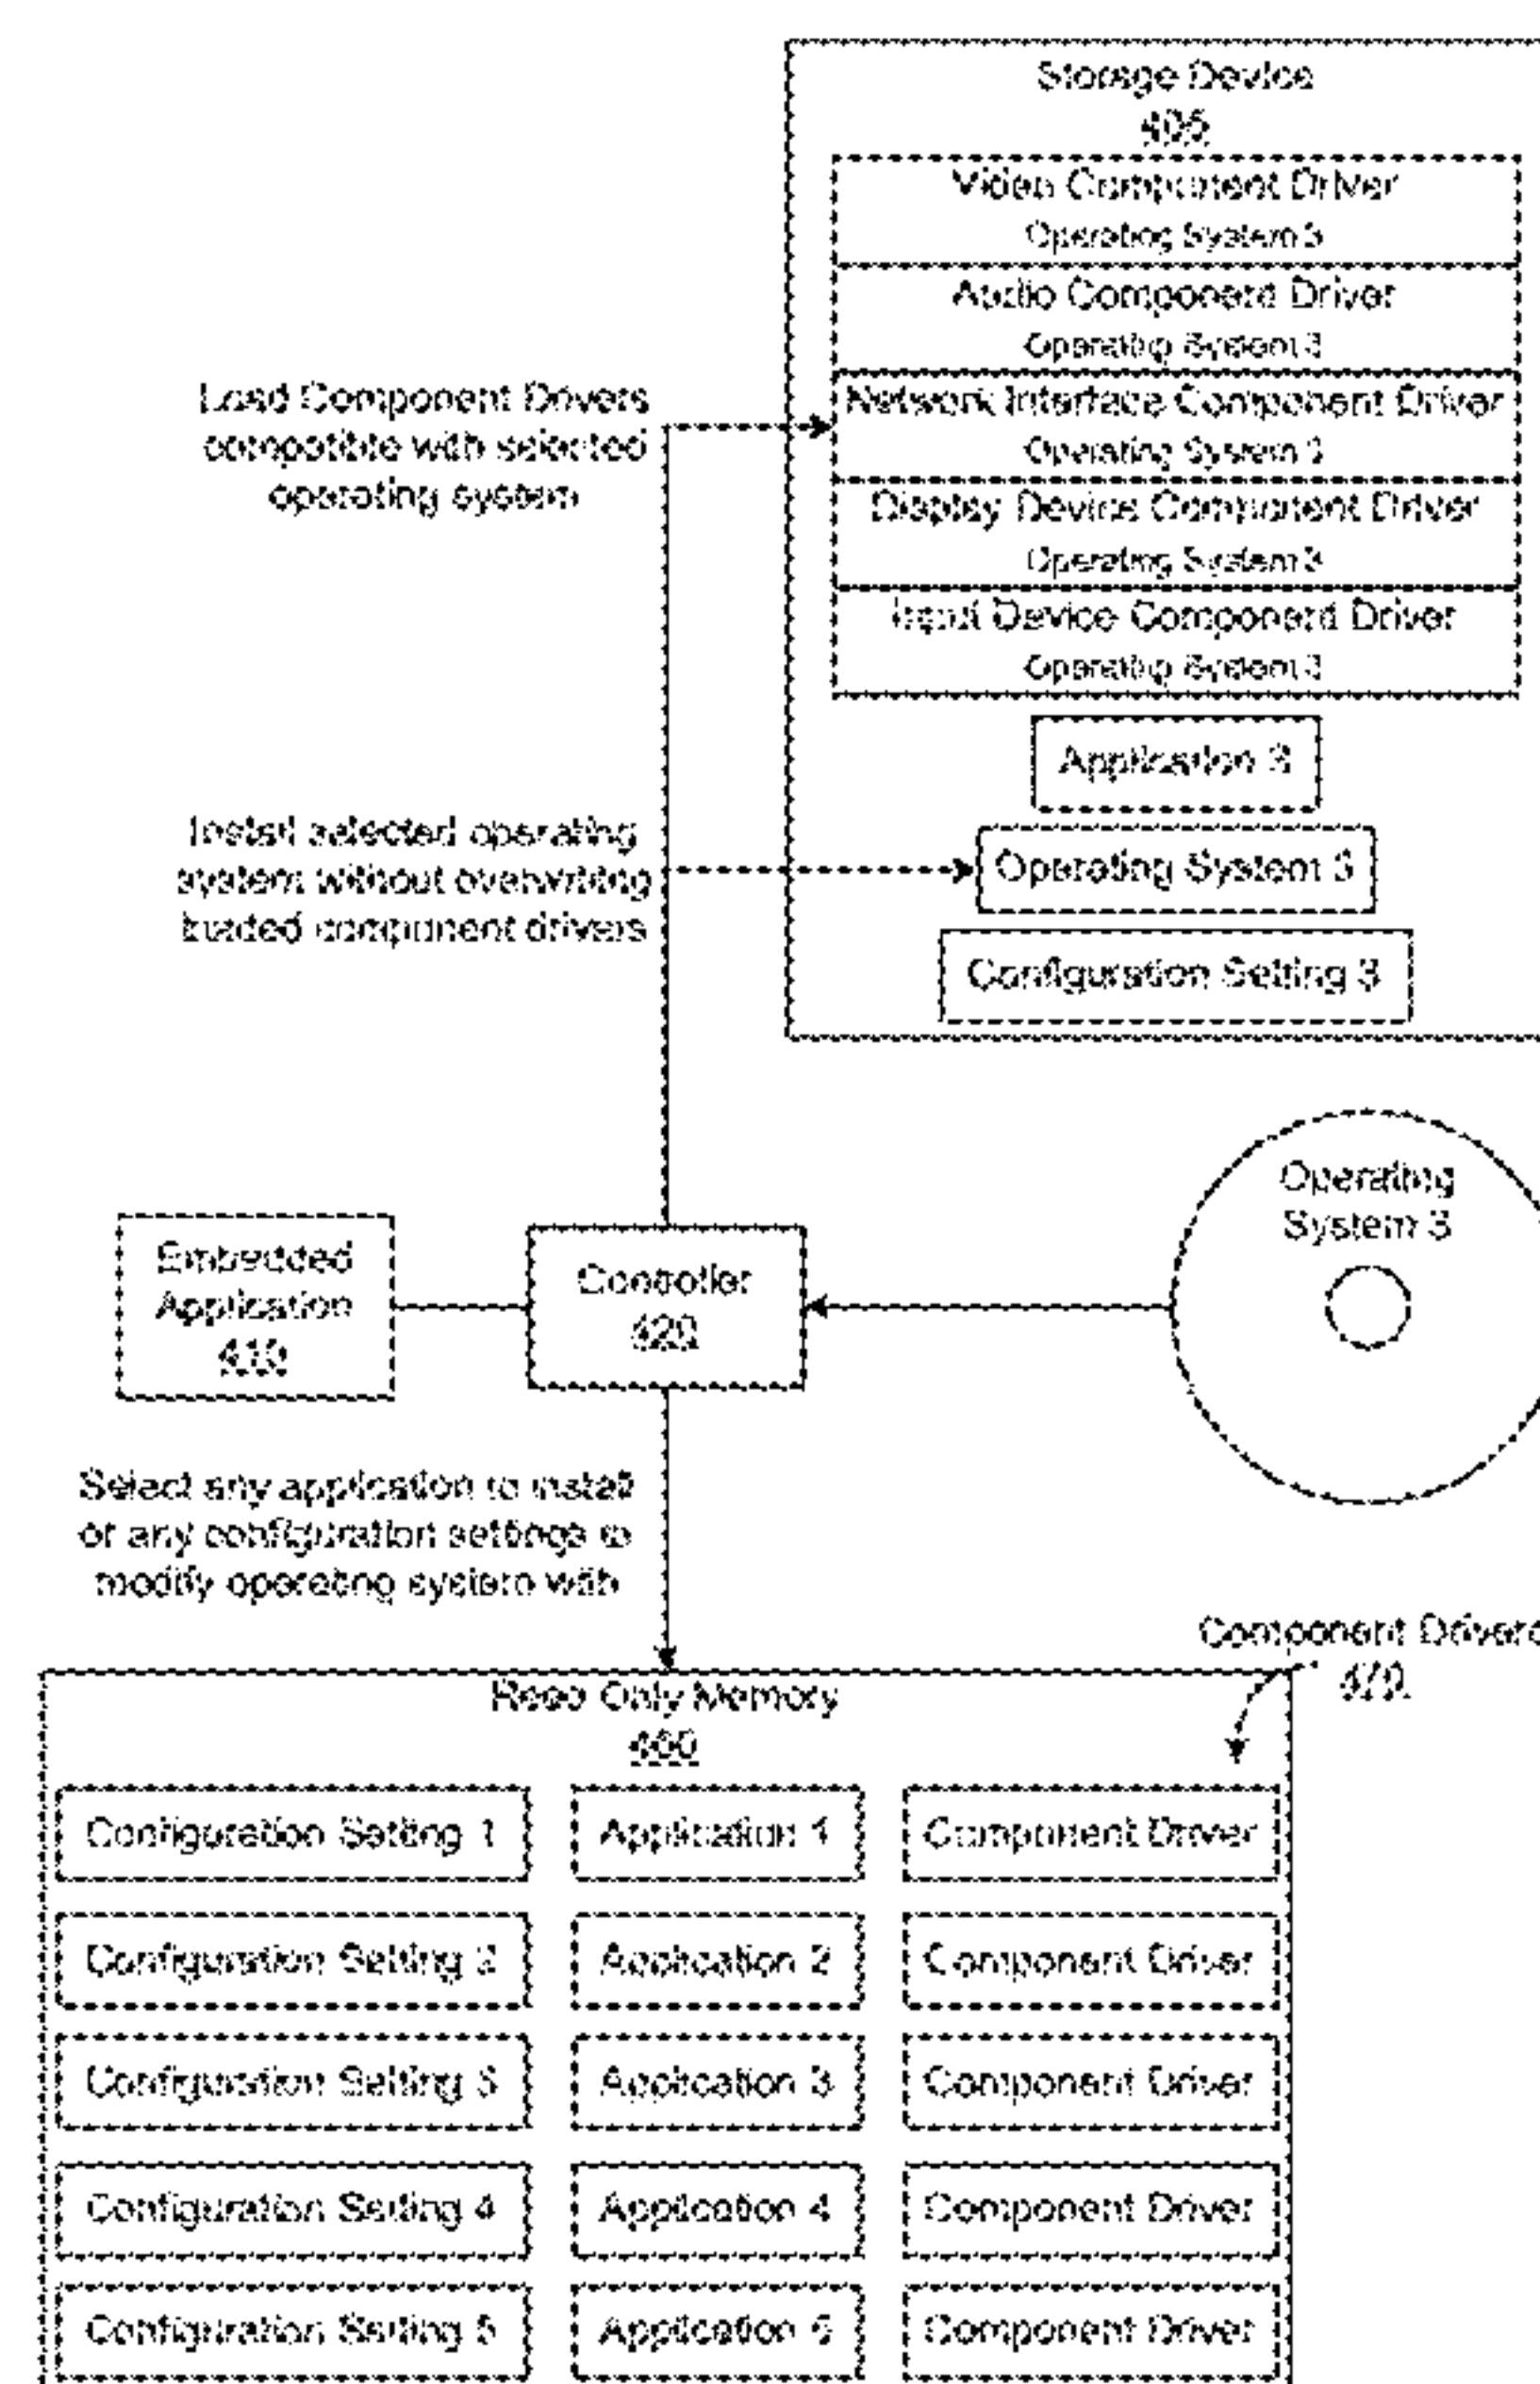 Storage Device
405
Video Component Driver
Operating System 3
Audio Component Driver
Operating System 3
Network Interface Component Driver
Operating System 3
Display Device Component Driver
Operating System 3
Input Device Component Driver
Operating System 3
Application 3
Operating System 3
Configuration Setting 3
Load Component Drivers
compatible with selected
operating system
Install selected operating
system without overwriting
loaded component drivers
Operating
System 3
Embedded
Application
410
Controller
420
Select any application to install
or any configuration settings to
modify operating system with
Component Drivers
470
Read Only Memory
460
Configuration Setting 1
Application 1
Component Driver
Configuration Setting 2
Application 2
Component Driver
Configuration Setting 3
Application 3
Component Driver
Configuration Setting 4
Application 4
Component Driver
Configuration Setting 5
Application 5
Component Driver